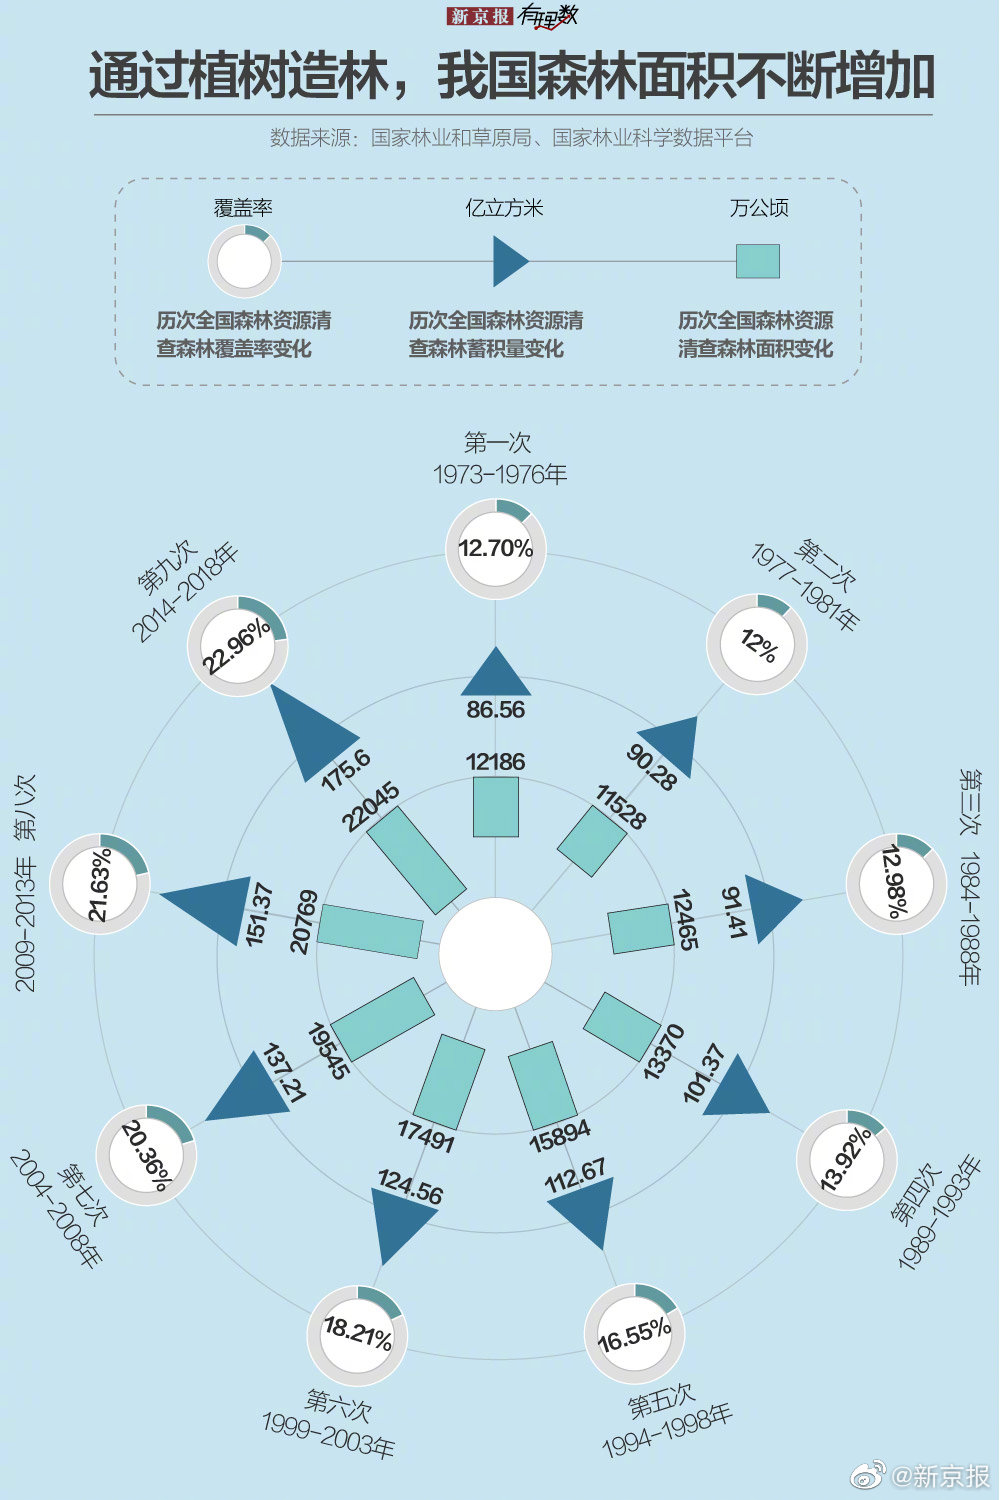 新京报 有理数
通过植树造林，我国森林面积不断增加
数据来源：国家林业和草原局、国家林业科学数据平台
覆盖率
亿立方米
万公顷
历次全国森林资源清
查森林覆盖率变化
历次全国森林资源清
查森林蓄积量变化
历次全国森林资源
清查森林面积变化
第一次
1973-1976年
12.70%
86.56
12186
第二次
1977-1981年
12%
90.28
11528
第三次 1984-1988年
12.98%
91.41
12465
第四次
1989-1993年
13.92%
101.37
13370
第五次
1994-1998年
16.55%
112.67
15894
第六次
1999-2003年
18.21%
124.56
17491
第七次
2004-2008年
20.36%
137.21
19545
2009-2013年 第八次
21.63%
151.37
20769
第九次
2014-2018年
22.96%
175.6
22045
@新京报